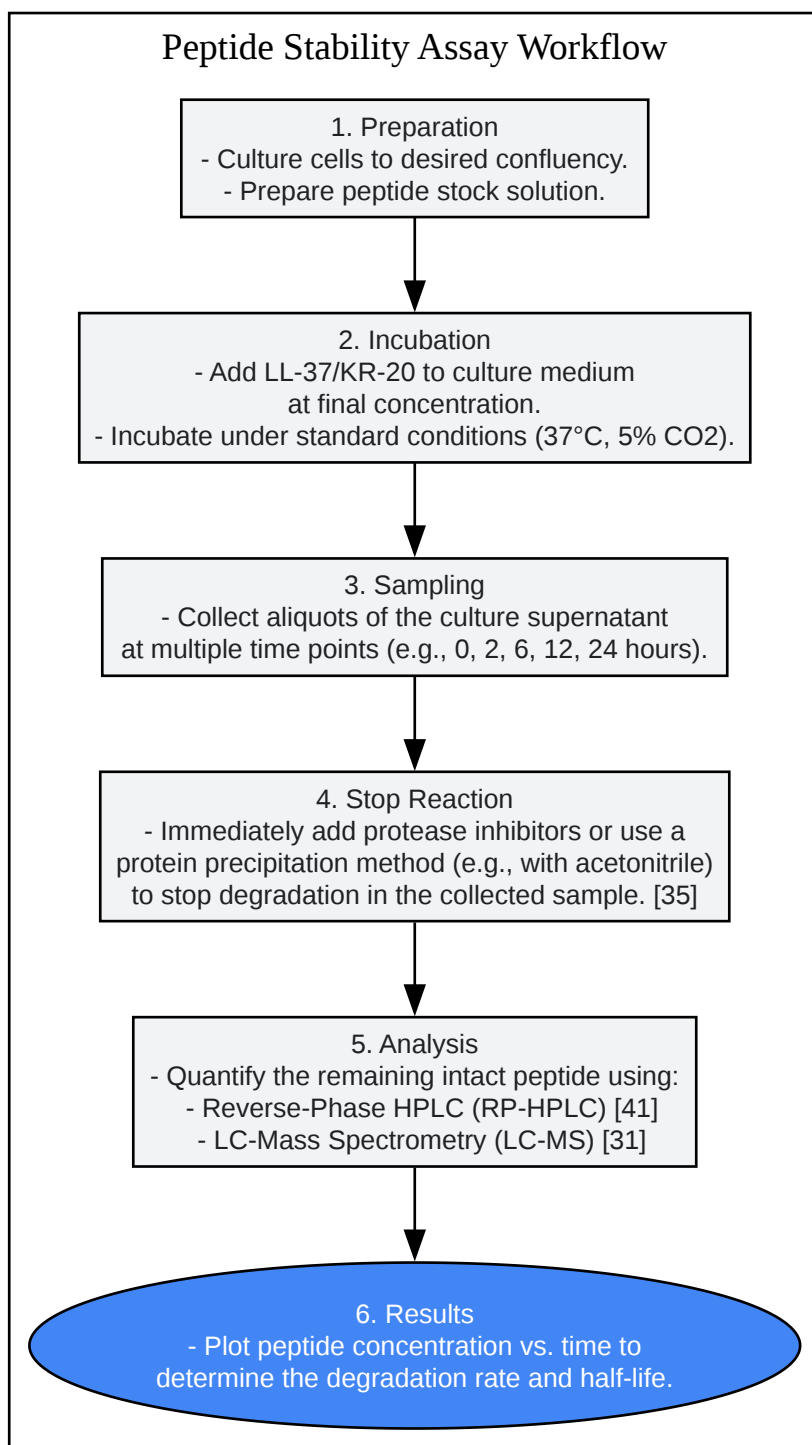 Peptide Stability Assay Workflow
1. Preparation
- Culture cells to desired confluency.
- Prepare peptide stock solution.
2. Incubation
- Add LL-37/KR-20 to culture medium
at final concentration.
- Incubate under standard conditions (37°C, 5% CO2).
3. Sampling
- Collect aliquots of the culture supernatant
at multiple time points (e.g., 0, 2, 6, 12, 24 hours).
4. Stop Reaction
- Immediately add protease inhibitors or use a
protein precipitation method (e.g., with acetonitrile)
to stop degradation in the collected sample. [35]
5. Analysis
- Quantify the remaining intact peptide using:
- Reverse-Phase HPLC (RP-HPLC) [41]
- LC-Mass Spectrometry (LC-MS) [31]
6. Results
- Plot peptide concentration vs. time to
determine the degradation rate and half-life.